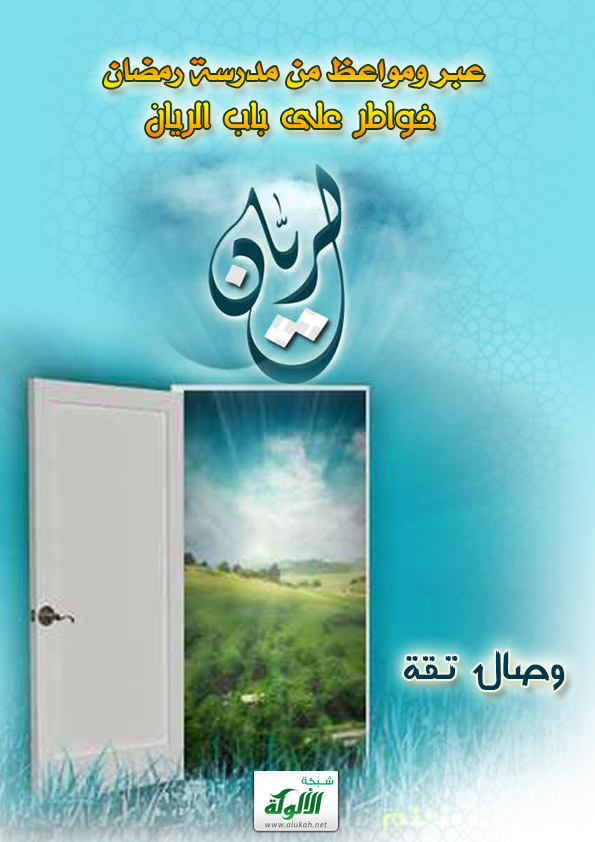 عبر ومواعظ من مدرسة رمضان
خواطر على باب الريان
الريان
وصال تقة
شبكة
الألوكة
www.alukah.net